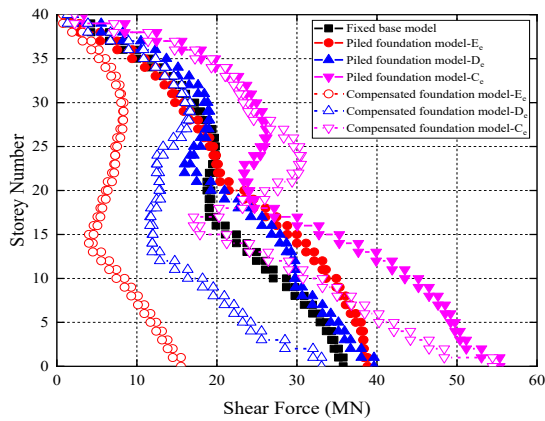 Fixed base model
Piled foundation model-Ee
Piled foundation model-De
Piled foundation model-Ce
Compensated foundation model-Ee
Compensated foundation model-De
Compensated foundation model-Ce
40
35
30
25
20
15
10
5
0
Storey Number
0 10 20 30 40 50 60
Shear Force (MN)